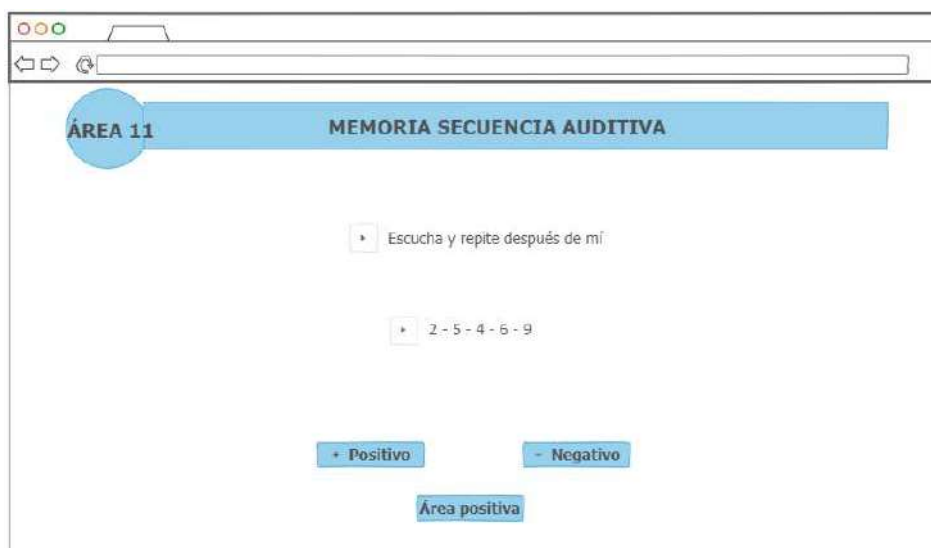 ÁREA 11
MEMORIA SECUENCIA AUDITIVA
Escucha y repite después de mí
2 - 5 - 4 - 6 - 9
+ Positivo
- Negativo
Área positiva